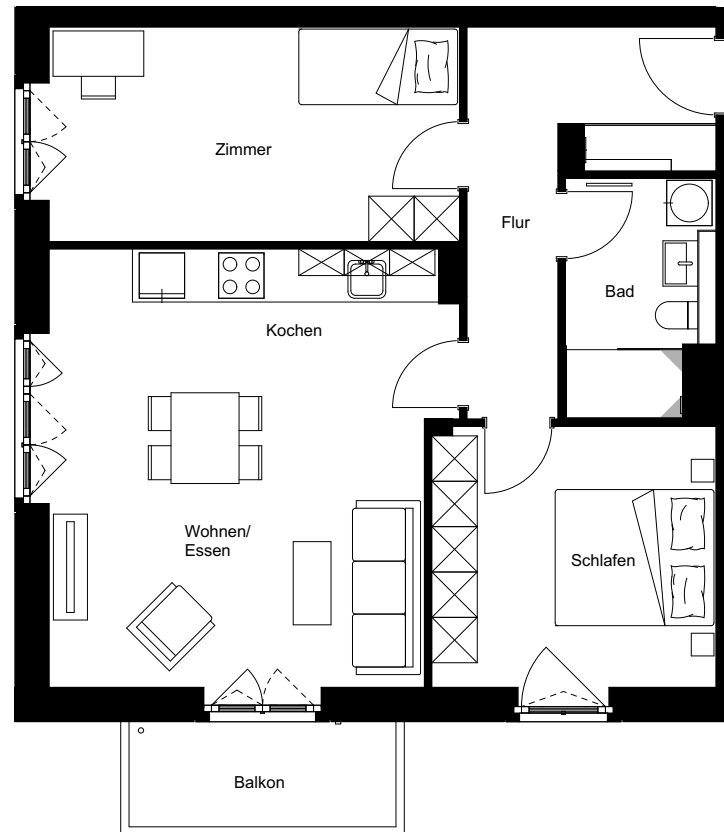 Zimmer
Flur
Bad
Kochen
Wohnen/
Essen
Schlafen
Balkon